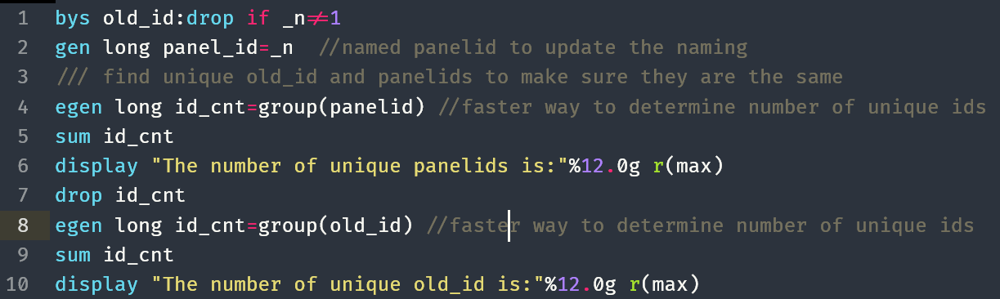 1 bys old_id:drop if _n≠1
2 gen long panel_id=_n  //named panelid to update the naming
3 /// find unique old_id and panelids to make sure they are the same
4 egen long id_cnt=group(panelid) //faster way to determine number of unique ids
5 sum id_cnt
6 display "The number of unique panelids is:"%12.0g r(max)
7 drop id_cnt
8 egen long id_cnt=group(old_id) //faster way to determine number of unique ids
9 sum id_cnt
10 display "The number of unique old_id is:"%12.0g r(max)